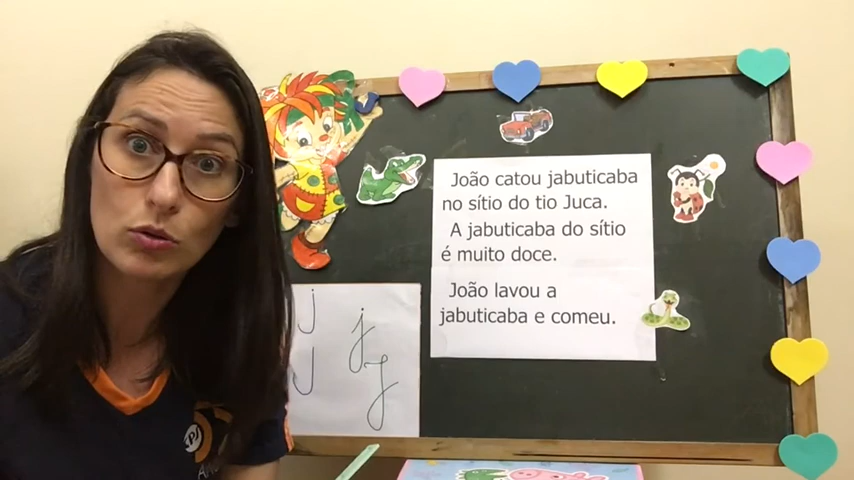 João catou jabuticaba
no sítio do tio Juca.
A jabuticaba do sítio
é muito doce.
João lavou a
jabuticaba e comeu.
j j
J J